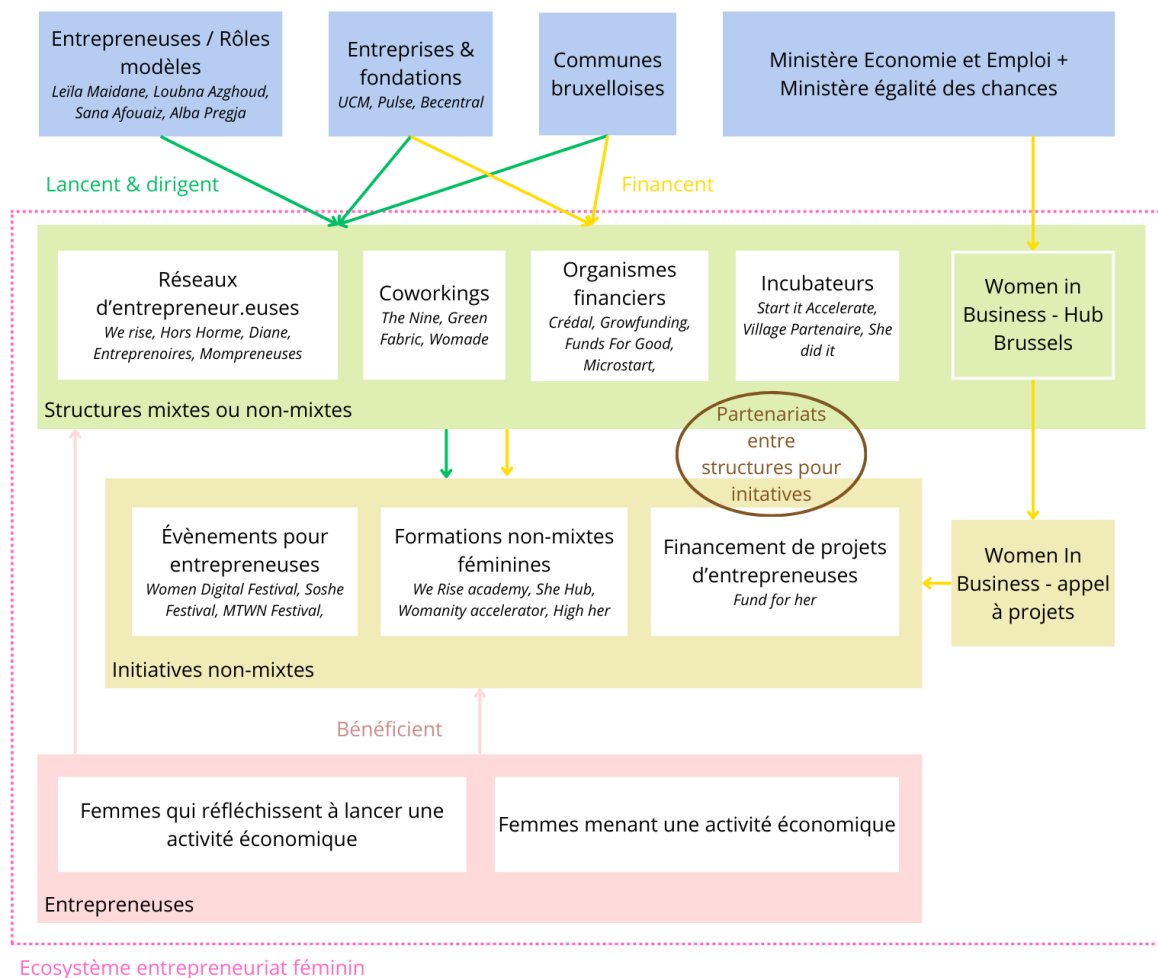 Entrepreneuses / Rôles
modèles
Leïla Maidane, Loubna Azghoud,
Sana Afouaiz, Alba Pregja
Entreprises &
fondations
UCM, Pulse, Becentral
Communes
bruxelloises
Ministère Economie et Emploi +
Ministère égalité des chances
Lancent & dirigent
Financent
Réseaux
d’entrepreneur.euses
We rise, Hors Horme, Diane,
Entreprenoires, Mompreneuses
Coworkings
The Nine, Green
Fabric, Womade
Organismes
financiers
Crédal, Growfunding,
Funds For Good,
Microstart,
Incubateurs
Start it Accelerate,
Village Partenaire, She
did it
Women in
Business - Hub
Brussels
Structures mixtes ou non-mixtes
Partenariats
entre
structures pour
initatives
Évènements pour
entrepreneuses
Women Digital Festival, Soshe
Festival, MTWN Festival,
Formations non-mixtes
féminines
We Rise academy, She Hub,
Womanity accelerator, High her
Financement de projets
d’entrepreneuses
Fund for her
Women In
Business - appel
à projets
Initiatives non-mixtes
Bénéficient
Femmes qui réfléchissent à lancer une
activité économique
Femmes menant une activité économique
Entrepreneuses
Ecosystème entrepreneuriat féminin